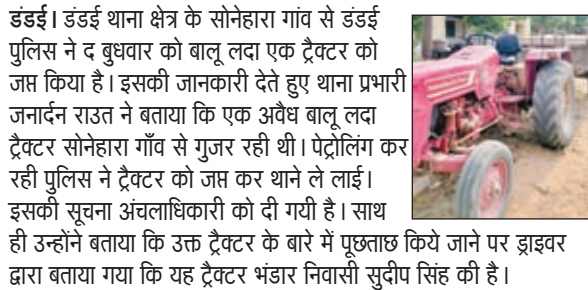 डंडई। डंडई थाना क्षेत्र के सोनेहारा गांव से डंडई
पुलिस ने द बुधवार को बालू लदा एक ट्रैक्टर को
जप्त किया है। इसकी जानकारी देते हुए थाना प्रभारी
जनार्दन राउत ने बताया कि एक अवैध बालू लदा
ट्रैक्टर सोनेहारा गाँव से गुजर रही थी। पेट्रोलिंग कर
रही पुलिस ने ट्रैक्टर को जप्त कर थाने ले लाई।
इसकी सूचना अंचलाधिकारी को दी गयी है। साथ
ही उन्होंने बताया कि उक्त ट्रैक्टर के बारे में पूछताछ किये जाने पर ड्राइवर
द्वारा बताया गया कि यह ट्रैक्टर भंडार निवासी सुदीप सिंह की है।